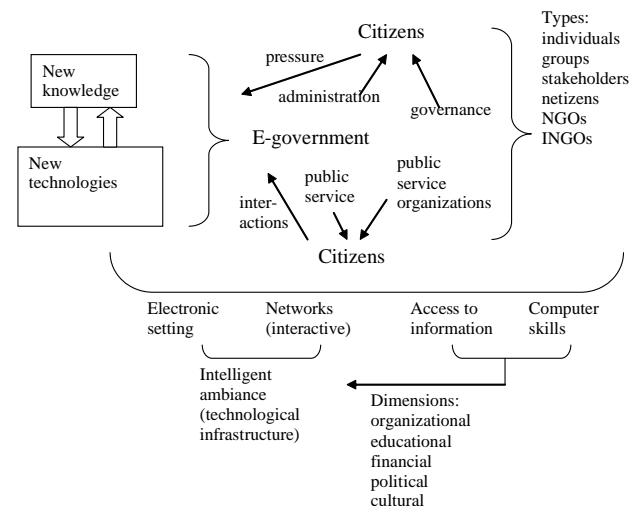 Citizens
Types:
individuals
groups
stakeholders
netizens
NGOs
INGOs
pressure
New
knowledge
administration
governance
E-government
New
technologies
public
service
public
service
organizations
inter-
actions
Citizens
Electronic
setting
Networks
(interactive)
Access to
information
Computer
skills
Intelligent
ambiance
(technological
infrastructure)
Dimensions:
organizational
educational
financial
political
cultural